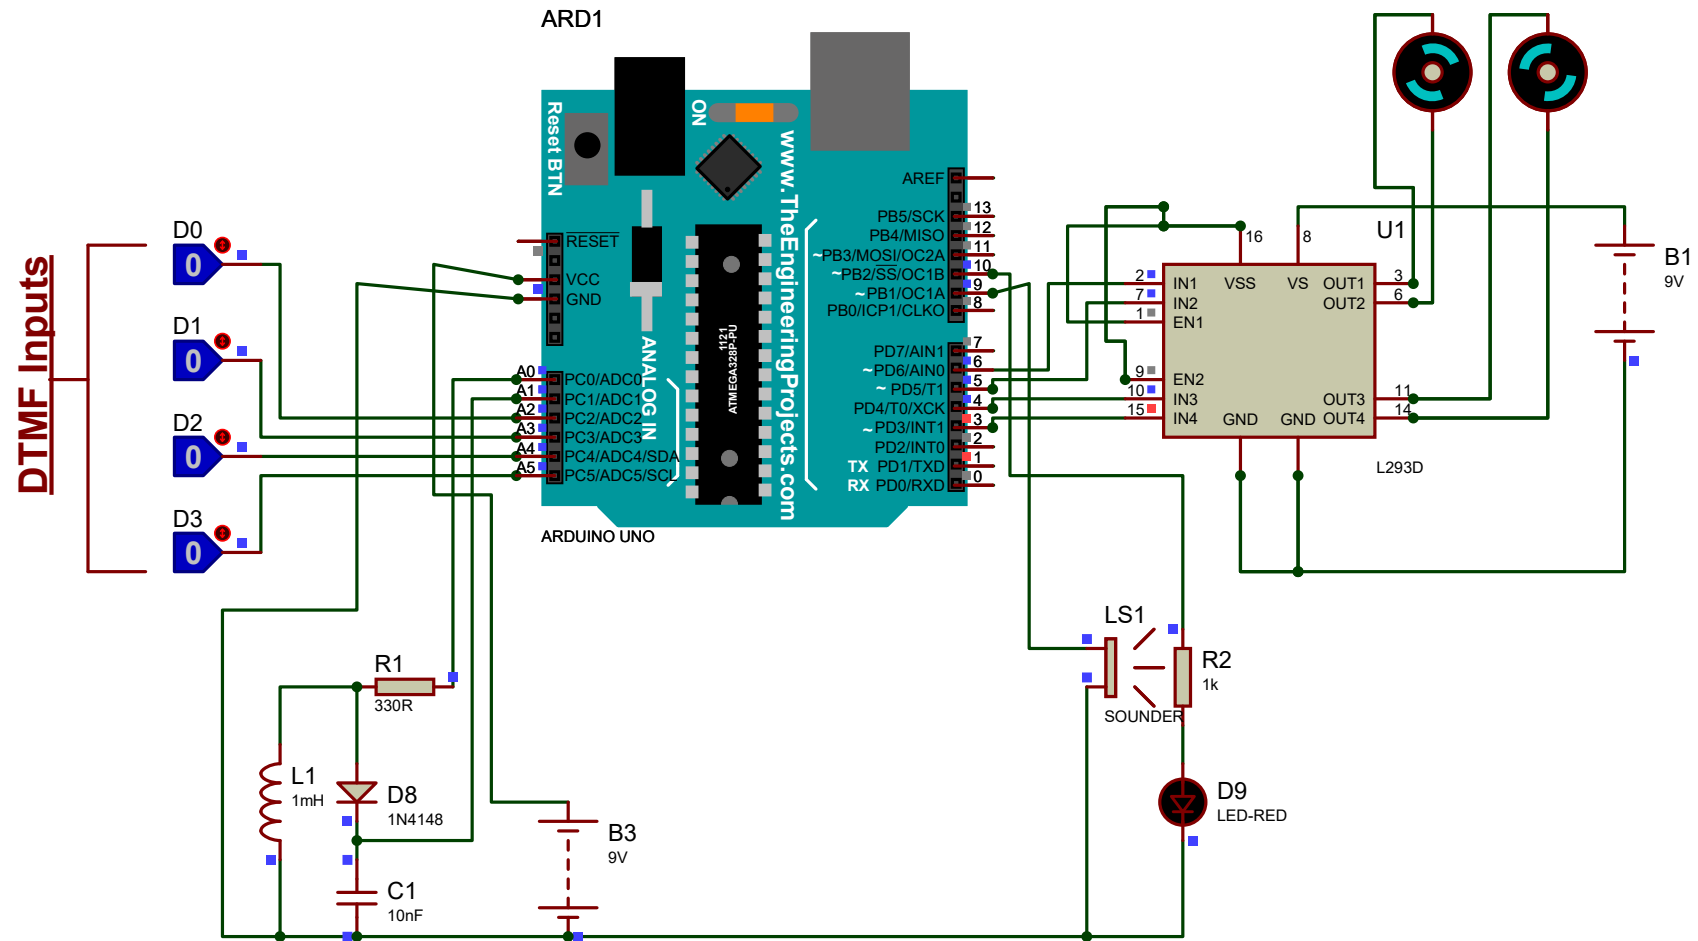 ARD1
ON
Reset BTN
www.TheEngineeringProjects.com
ANALOG IN
1121
ATMEGA328P-PU
RESET
VCC
GND
A0 PC0/ADC0
A1 PC1/ADC1
A2 PC2/ADC2
A3 PC3/ADC3
A4 PC4/ADC4/SDA
A5 PC5/ADC5/SCL
AREF
PB5/SCK 13
PB4/MISO 12
~PB3/MOSI/OC2A 11
~PB2/SS/OC1B 10
~PB1/OC1A 9
PB0/ICP1/CLKO 8
PD7/AIN1 7
~PD6/AIN0 6
~PD5/T1 5
PD4/T0/XCK 4
~PD3/INT1 3
PD2/INT0 2
TX PD1/TXD 1
RX PD0/RXD 0
ARDUINO UNO
DTMF Inputs
D0
0
D1
0
D2
0
D3
0
U1
16
8
2 IN1 VSS VS OUT1 3
7 IN2 OUT2 6
1 EN1
9 EN2
10 IN3 OUT3 11
15 IN4 GND GND OUT4 14
L293D
B1
9V
R1
330R
L1
1mH
D8
1N4148
C1
10nF
B3
9V
LS1
SOUNDER
R2
1k
D9
LED-RED